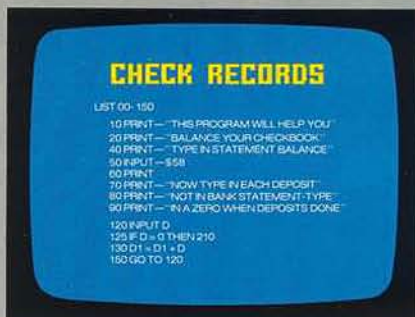 CHECK RECORDS
LIST 00-150
10 PRINT—"THIS PROGRAM WILL HELP YOU"
20 PRINT—"BALANCE YOUR CHECKBOOK"
40 PRINT—"TYPE IN STATEMENT BALANCE"
50 INPUT—$58
60 PRINT
70 PRINT—"NOW TYPE IN EACH DEPOSIT"
80 PRINT—"NOT IN BANK STATEMENT-TYPE"
90 PRINT—"IN A ZERO WHEN DEPOSITS DONE"
120 INPUT D
125 IF D = 0 THEN 210
130 D1 = D1 + D
150 GO TO 120